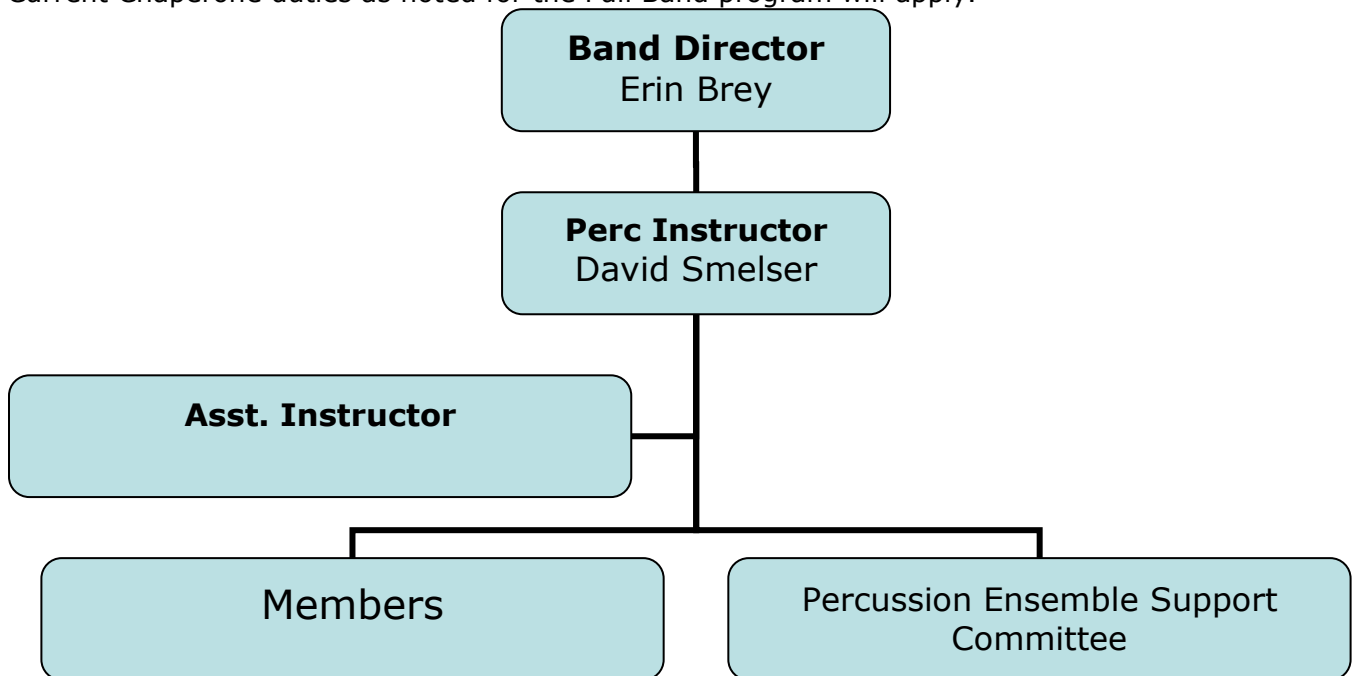 Current Chaperone duties as noted for the Fall Band program will apply.
Band Director
Erin Brey
Perc Instructor
David Smelser
Asst. Instructor
Members
Percussion Ensemble Support
Committee